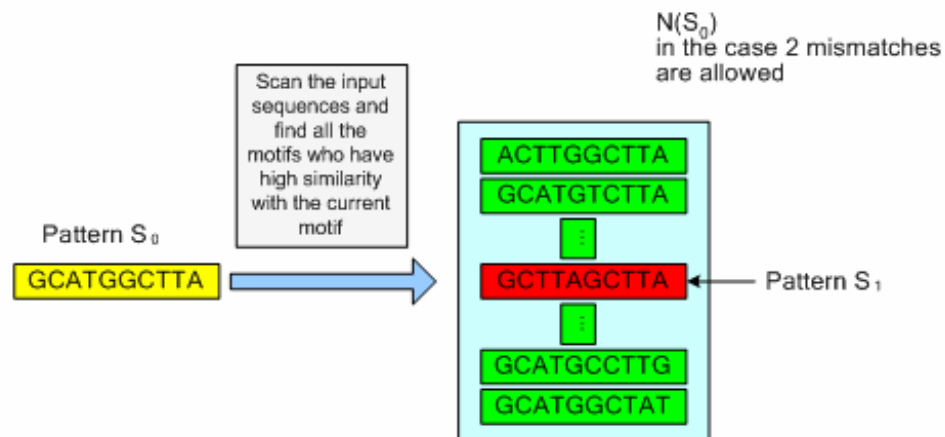 N(S₀)
in the case 2 mismatches
are allowed
Scan the input
sequences and
find all the
motifs who have
high similarity
with the current
motif
Pattern S₀
GCATGGCTTA
ACTTGGCTTA
GCATGTCTTA
...
GCTTAGCTTA
Pattern S₁
...
GCATGCCTTG
GCATGGCTAT